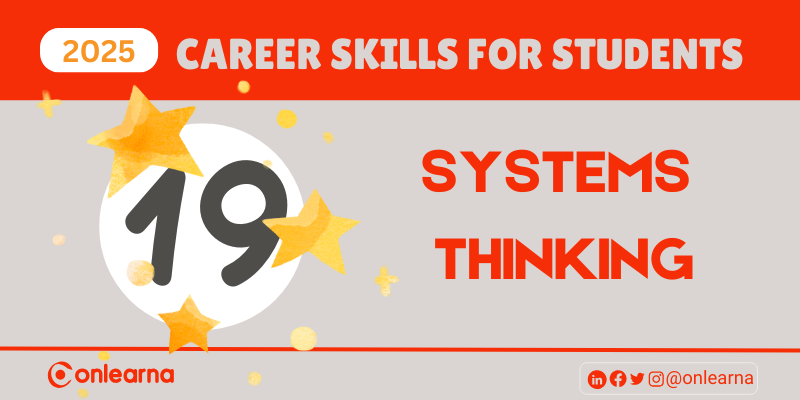 2025 CAREER SKILLS FOR STUDENTS
19
SYSTEMS
THINKING
onlearna
@onlearna